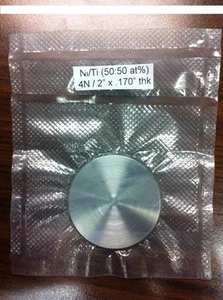 Ni/Ti (50:50 at%)
4N / 2" x .170" thk